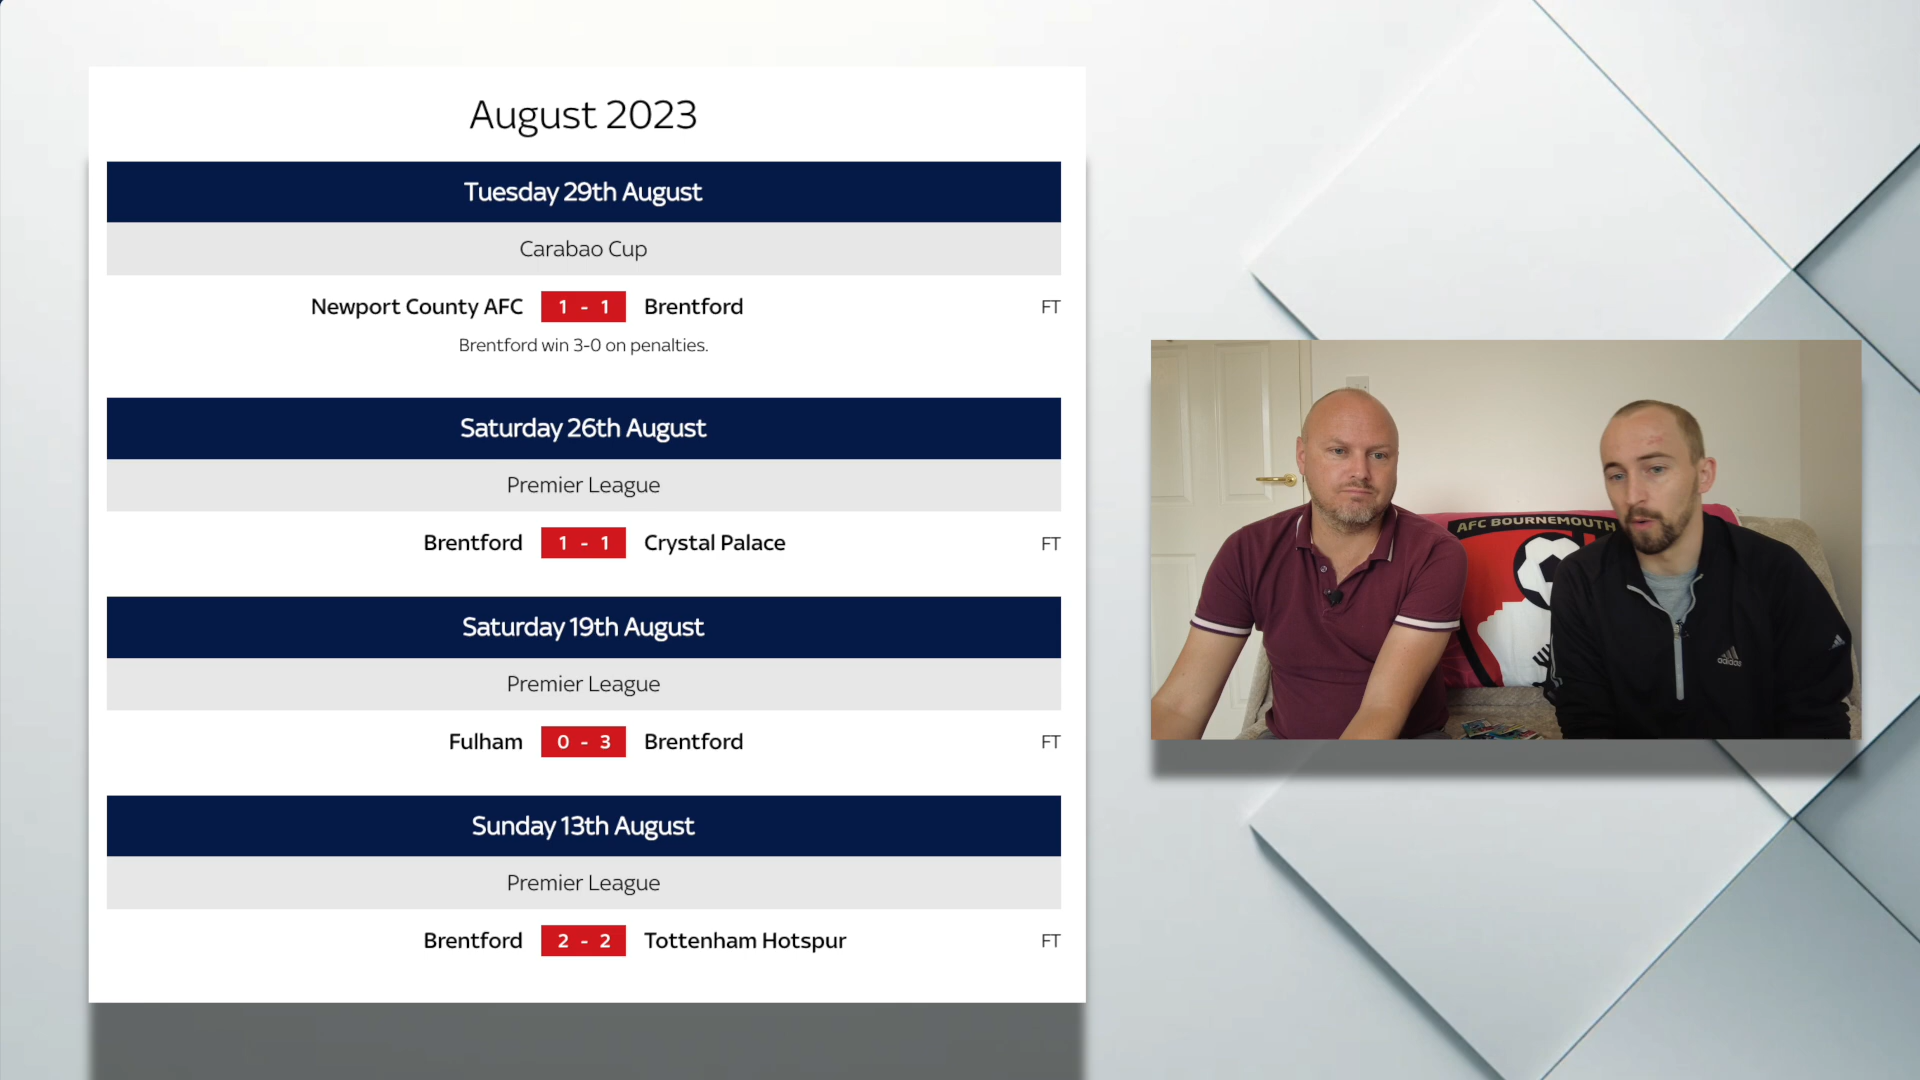 August 2023
Tuesday 29th August
Carabao Cup
Newport County AFC 1 - 1 Brentford FT
Brentford win 3-0 on penalties.
Saturday 26th August
Premier League
Brentford 1 - 1 Crystal Palace FT
Saturday 19th August
Premier League
Fulham 0 - 3 Brentford FT
Sunday 13th August
Premier League
Brentford 2 - 2 Tottenham Hotspur FT
AFC BOURNEMOUTH
adidas